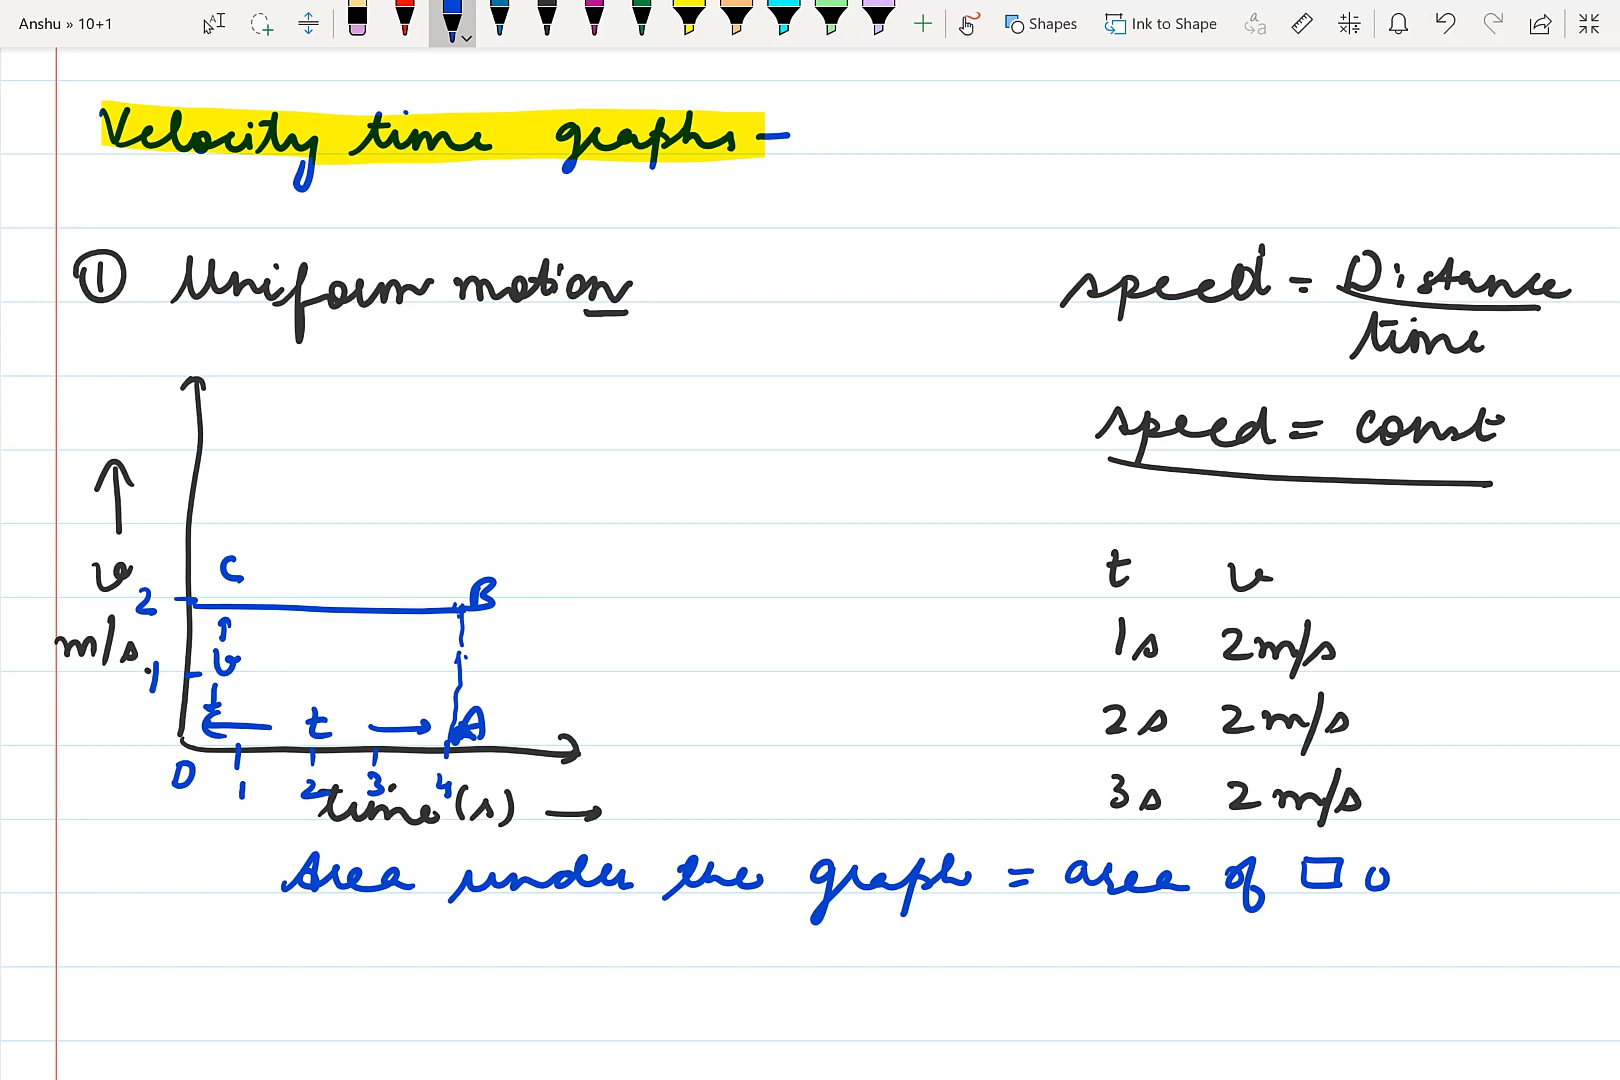 Anshu » 10+1
Shapes
Ink to Shape
Velocity time graphs -
① Uniform motion
speed = Distance
time
speed = const
v
m/s
2
1
C
B
v
t
A
O
1 2 3 4
time (s) →
t v
1s 2m/s
2s 2m/s
3s 2m/s
Area under the graph = area of □ o